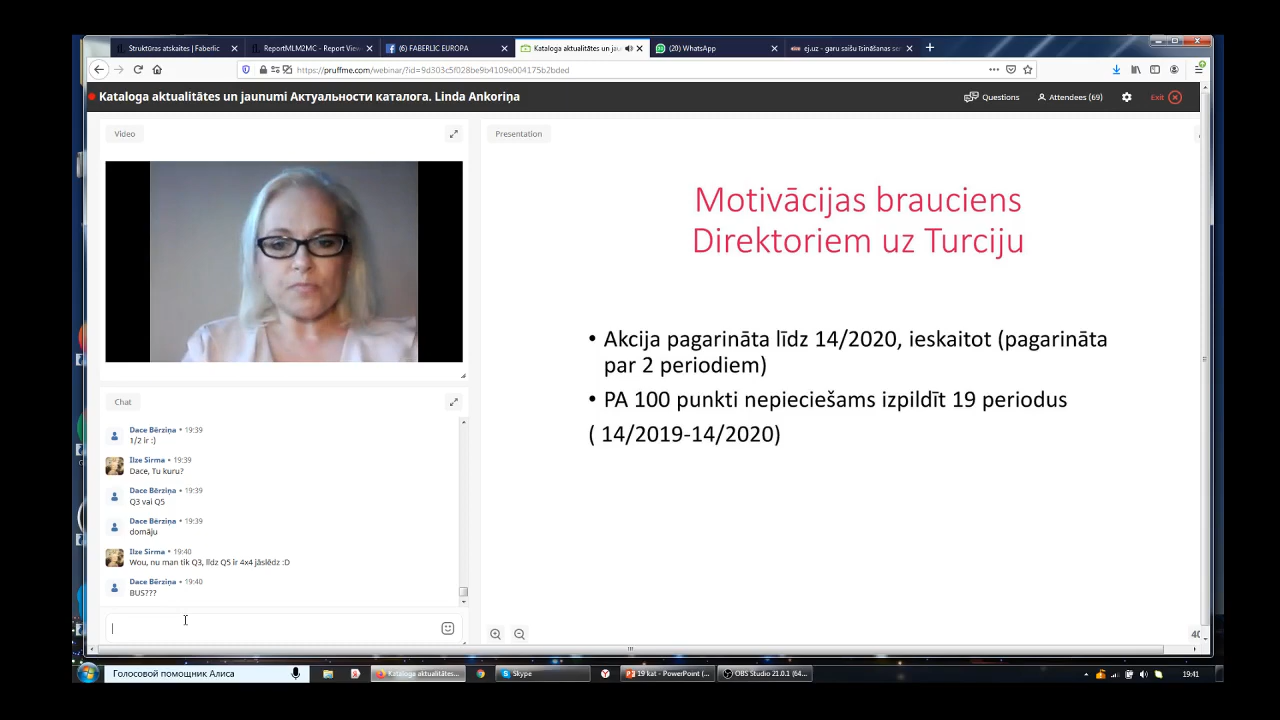 Struktūras atskaites | Faberlic
ReportMLM2MC - Report View
(6) FABERLIC EUROPA
Kataloga aktualitātes un jau
(20) WhatsApp
ej.uz - garu saišu īsināšanas ser
https://pruffme.com/webinar/?id=9d303c5f028be9b4109e004175b2bded
Kataloga aktualitātes un jaunumi Актуальности каталога. Linda Ankoriņa
Questions
Attendees (69)
Exit
Video
Presentation
Motivācijas brauciens
Direktoriem uz Turciju
• Akcija pagarināta līdz 14/2020, ieskaitot (pagarināta
par 2 periodiem)
• PA 100 punkti nepieciešams izpildīt 19 periodus
( 14/2019-14/2020)
Chat
Dace Bērziņa • 19:39
1/2 ir :)
Ilze Sirma • 19:39
Dace, Tu kuru?
Dace Bērziņa • 19:39
Q3 vai Q5
Dace Bērziņa • 19:39
domāju
Ilze Sirma • 19:40
Wou, nu man tik Q3, līdz Q5 ir 4x4 jāslēdz :D
Dace Bērziņa • 19:40
BUS???
40
Голосовой помощник Алиса
Kataloga aktualitātes...
Skype
19 kat - PowerPoint (...
OBS Studio 21.0.1 (64...
19:41